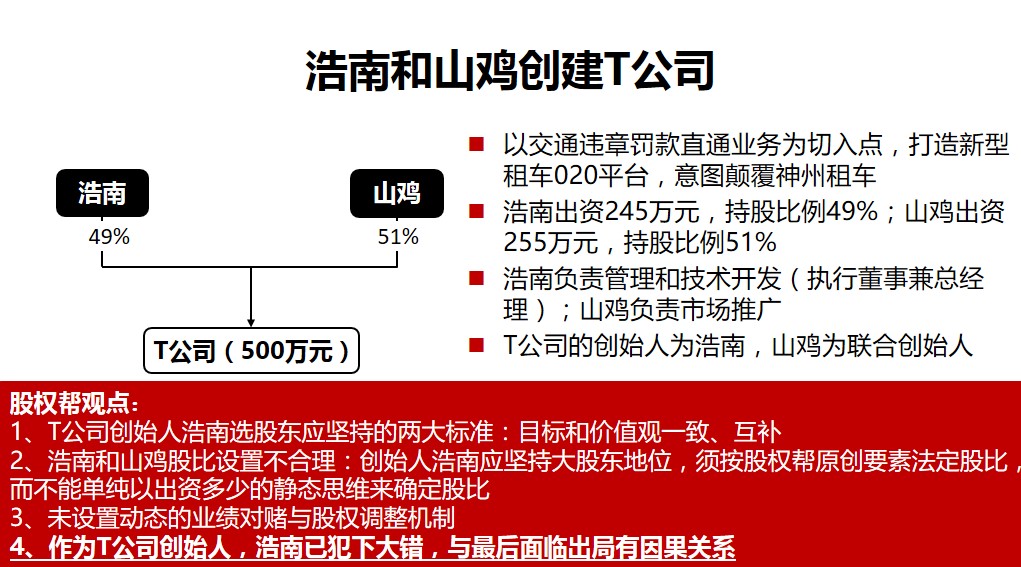 浩南和山鸡创建T公司
浩南
山鸡
49%
51%
T公司（500万元）
■ 以交通违章罚款直通业务为切入点，打造新型
租车020平台，意图颠覆神州租车
■ 浩南出资245万元，持股比例49%；山鸡出资
255万元，持股比例51%
■ 浩南负责管理和技术开发（执行董事兼总经
理）；山鸡负责市场推广
■ T公司的创始人为浩南，山鸡为联合创始人
股权帮观点：
1、T公司创始人浩南选股东应坚持的两大标准：目标和价值观一致、互补
2、浩南和山鸡股比设置不合理：创始人浩南应坚持大股东地位，须按股权帮原创要素法定股比，
而不能单纯以出资多少的静态思维来确定股比
3、未设置动态的业绩对赌与股权调整机制
4、作为T公司创始人，浩南已犯下大错，与最后面临出局有因果关系